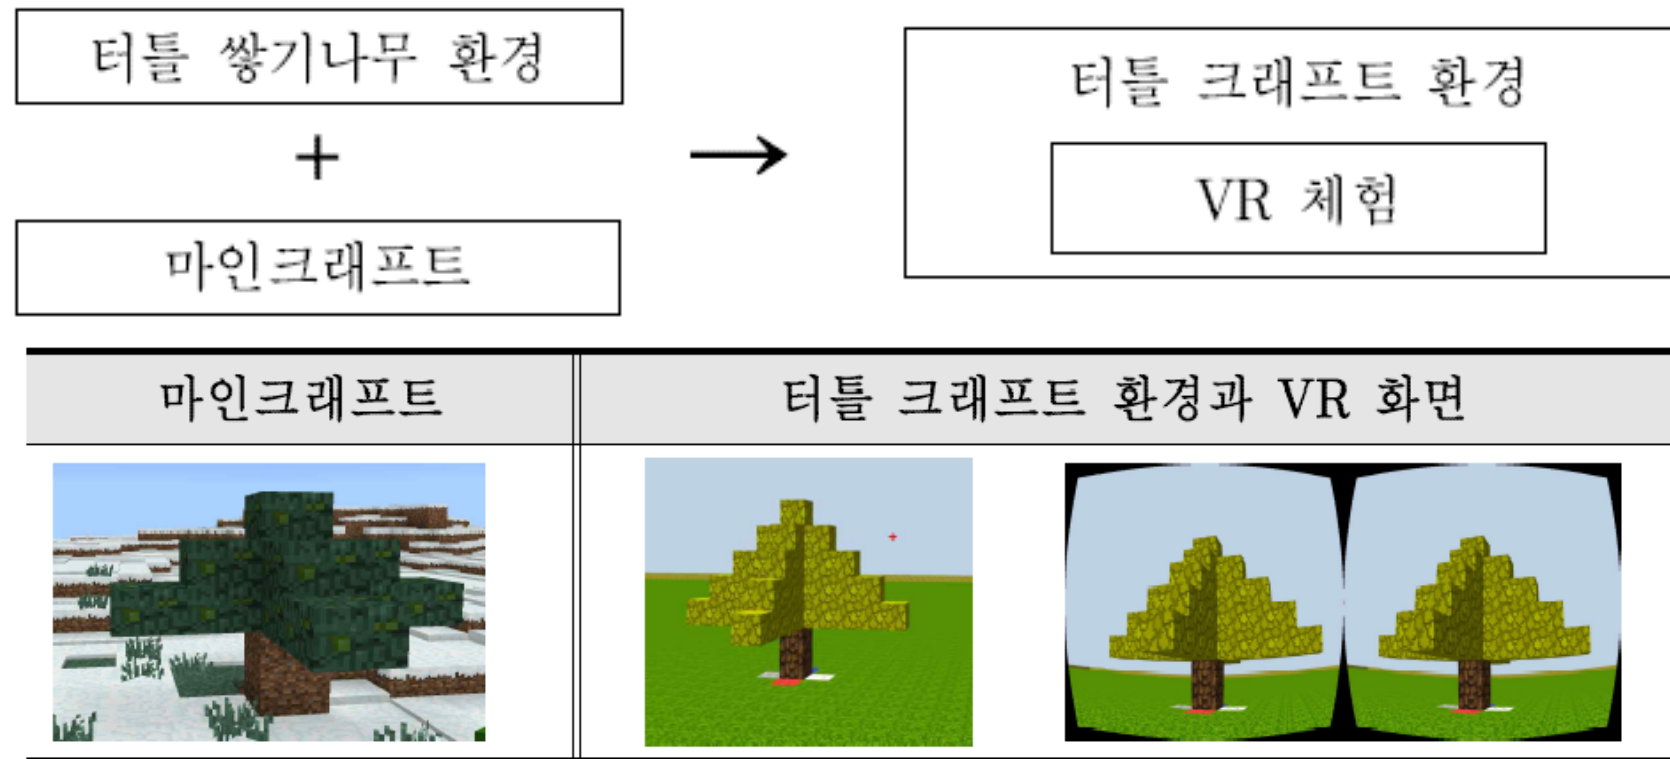 터틀 쌓기나무 환경
+
마인크래프트
→
터틀 크래프트 환경
VR 체험
마인크래프트
터틀 크래프트 환경과 VR 화면